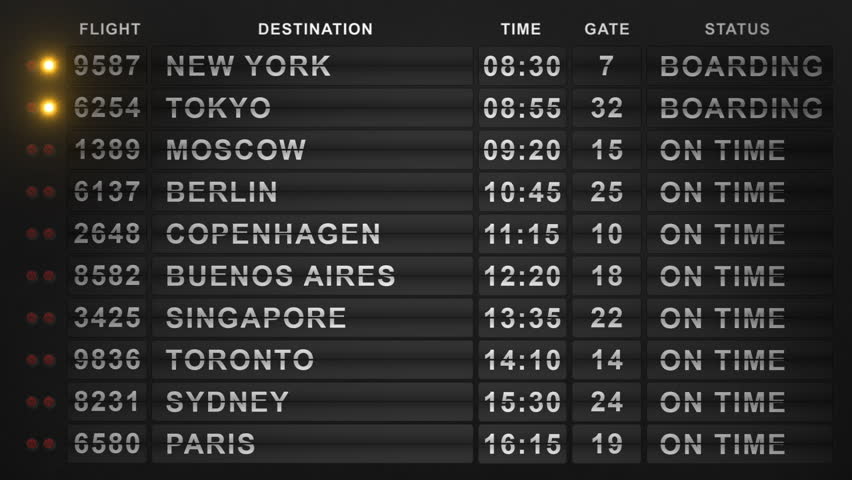 FLIGHT DESTINATION TIME GATE STATUS
9587 NEW YORK 08:30 7 BOARDING
6254 TOKYO 08:55 32 BOARDING
1389 MOSCOW 09:20 15 ON TIME
6137 BERLIN 10:45 25 ON TIME
2648 COPENHAGEN 11:15 10 ON TIME
8582 BUENOS AIRES 12:20 18 ON TIME
3425 SINGAPORE 13:35 22 ON TIME
9836 TORONTO 14:10 14 ON TIME
8231 SYDNEY 15:30 24 ON TIME
6580 PARIS 16:15 19 ON TIME